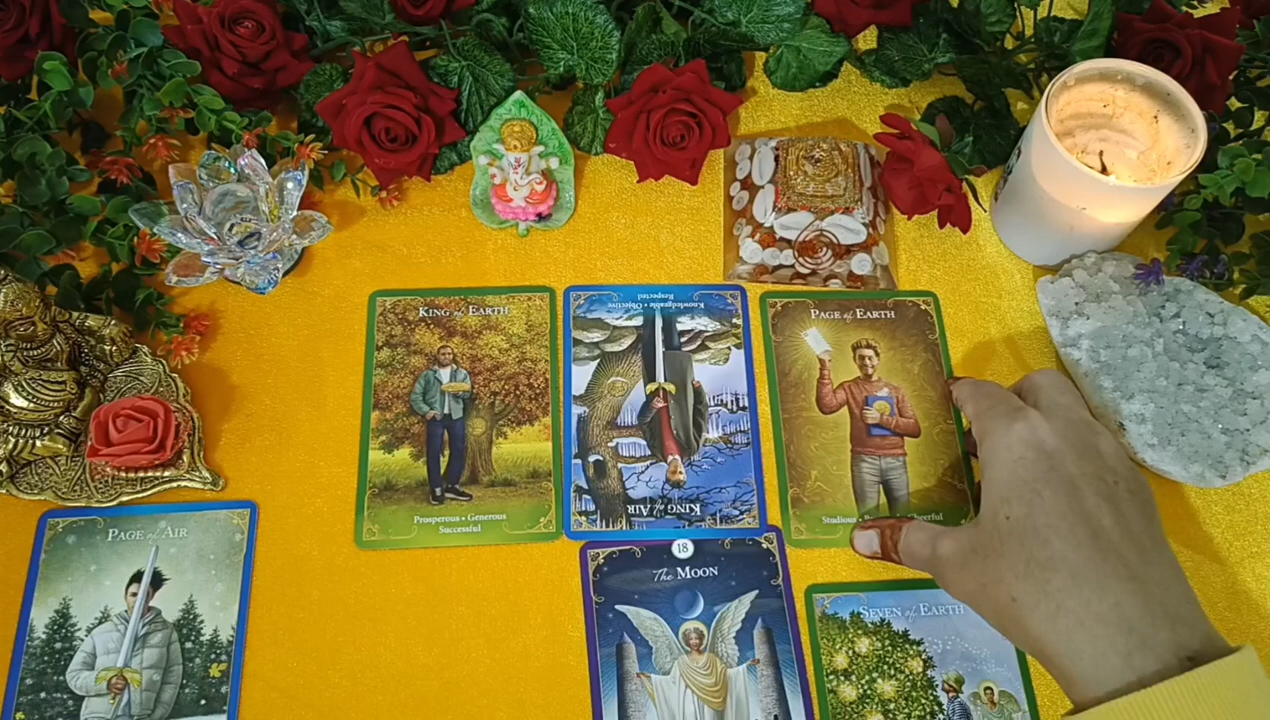 KING of EARTH
Prosperous • Generous
Successful
Knowledgeable • Objective
Respected
KING of AIR
PAGE of EARTH
Studious • Cheerful
PAGE of AIR
18
The MOON
SEVEN of EARTH